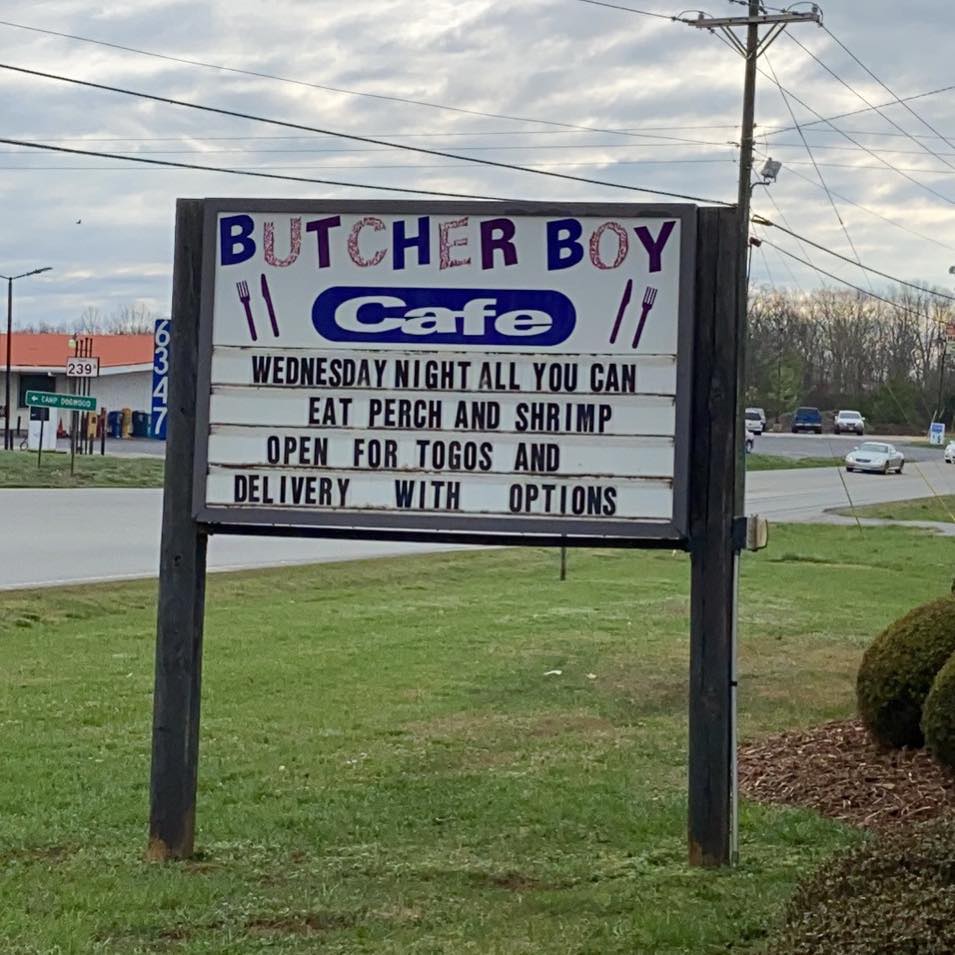 BUTCHER BOY
Cafe
WEDNESDAY NIGHT ALL YOU CAN
EAT PERCH AND SHRIMP
OPEN FOR TOGOS AND
DELIVERY WITH OPTIONS
6347
239
← CAMP DOGWOOD